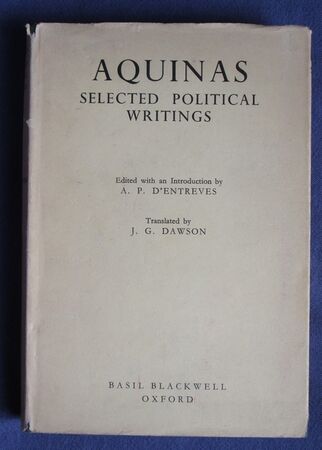 AQUINAS
SELECTED POLITICAL
WRITINGS
Edited with an Introduction by
A. P. D'ENTREVES
Translated by
J. G. DAWSON
BASIL BLACKWELL
OXFORD